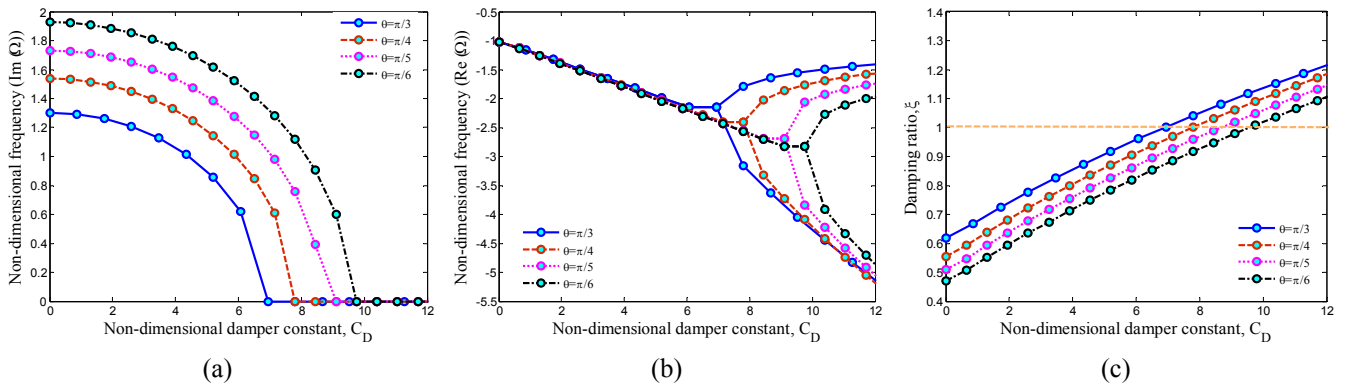 Non-dimensional frequency (Im (Ω))
2
1.8
1.6
1.4
1.2
1
0.8
0.6
0.4
0.2
0
0 2 4 6 8 10 12
Non-dimensional damper constant, C_D
θ=π/3
θ=π/4
θ=π/5
θ=π/6
(a)
Non-dimensional frequency (Re (Ω))
-0.5
-1
-1.5
-2
-2.5
-3
-3.5
-4
-4.5
-5
-5.5
0 2 4 6 8 10 12
Non-dimensional damper constant, C_D
θ=π/3
θ=π/4
θ=π/5
θ=π/6
(b)
Damping ratio,ξ
1.4
1.3
1.2
1.1
1
0.9
0.8
0.7
0.6
0.5
0.4
0 2 4 6 8 10 12
Non-dimensional damper constant, C_D
θ=π/3
θ=π/4
θ=π/5
θ=π/6
(c)